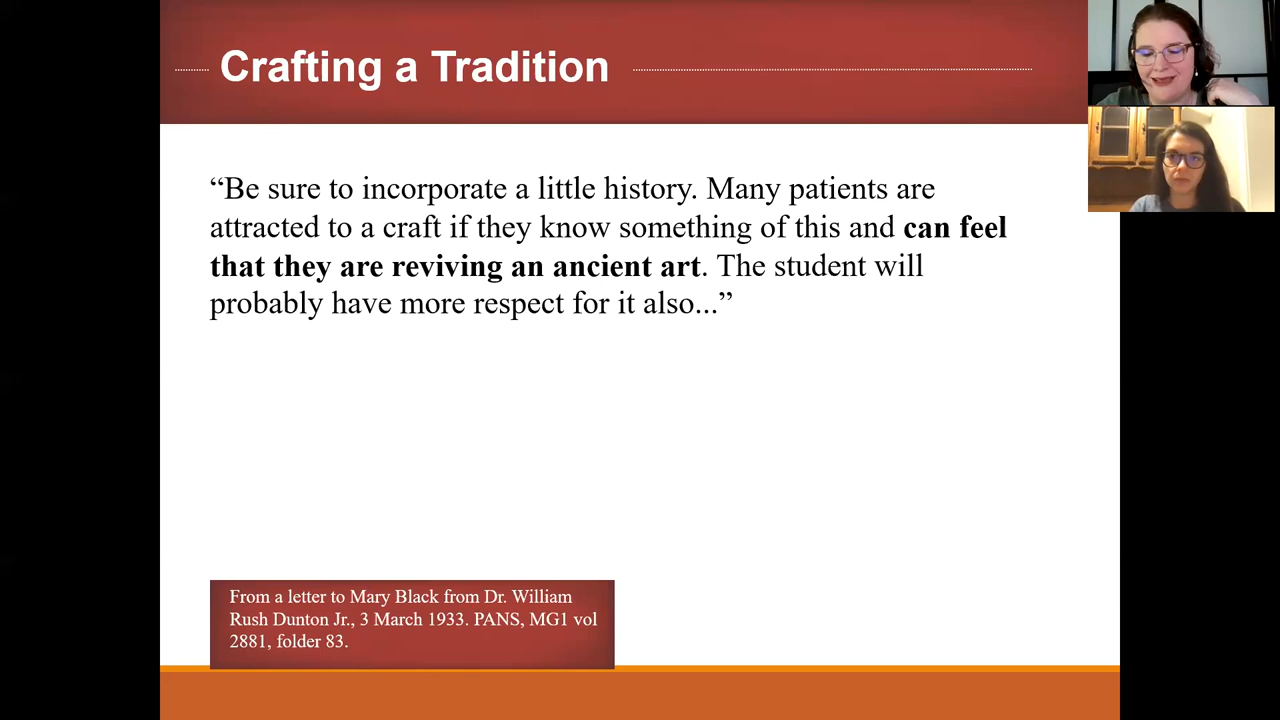 Crafting a Tradition
“Be sure to incorporate a little history. Many patients are
attracted to a craft if they know something of this and can feel
that they are reviving an ancient art. The student will
probably have more respect for it also...”
From a letter to Mary Black from Dr. William
Rush Dunton Jr., 3 March 1933. PANS, MG1 vol
2881, folder 83.